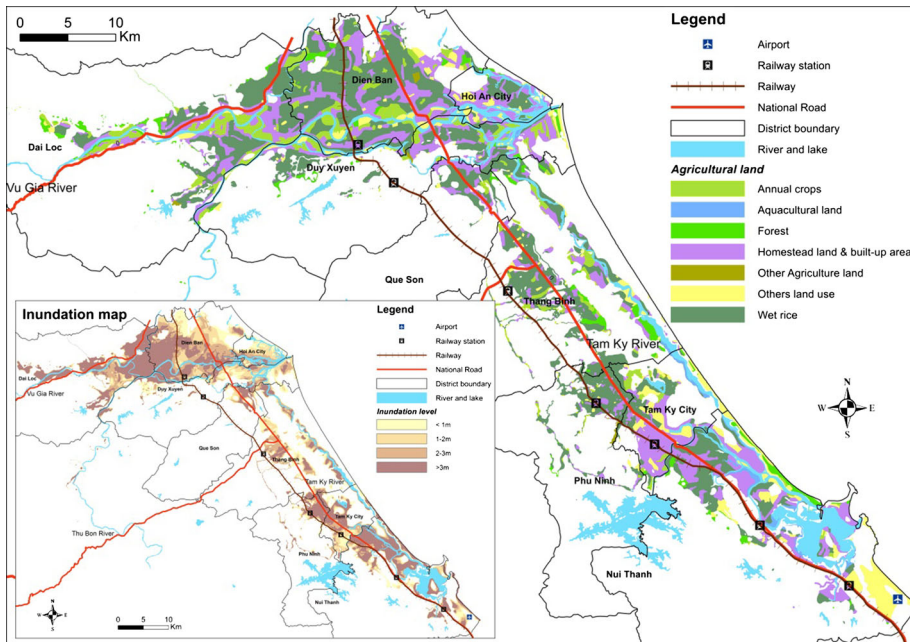 0 5 10
Km
Dien Ban
Hoi An City
Dai Loc
Vu Gia River
Duy Xuyen
Que Son
Thang Binh
Tam Ky River
Tam Ky City
Phu Ninh
Nui Thanh
N
W E
S
Legend
Airport
Railway station
Railway
National Road
District boundary
River and lake
Agricultural land
Annual crops
Aquacultural land
Forest
Homestead land & built-up area
Other Agriculture land
Others land use
Wet rice
Inundation map
Dien Ban
Hoi An City
Dai Loc
Vu Gia River
Duy Xuyen
Que Son
Thang Binh
Tam Ky River
Tam Ky City
Thu Bon River
Phu Ninh
Nui Thanh
N
W E
S
0 5 10
Km
Legend
Airport
Railway station
Railway
National Road
District boundary
River and lake
Inundation level
< 1m
1-2m
2-3m
>3m